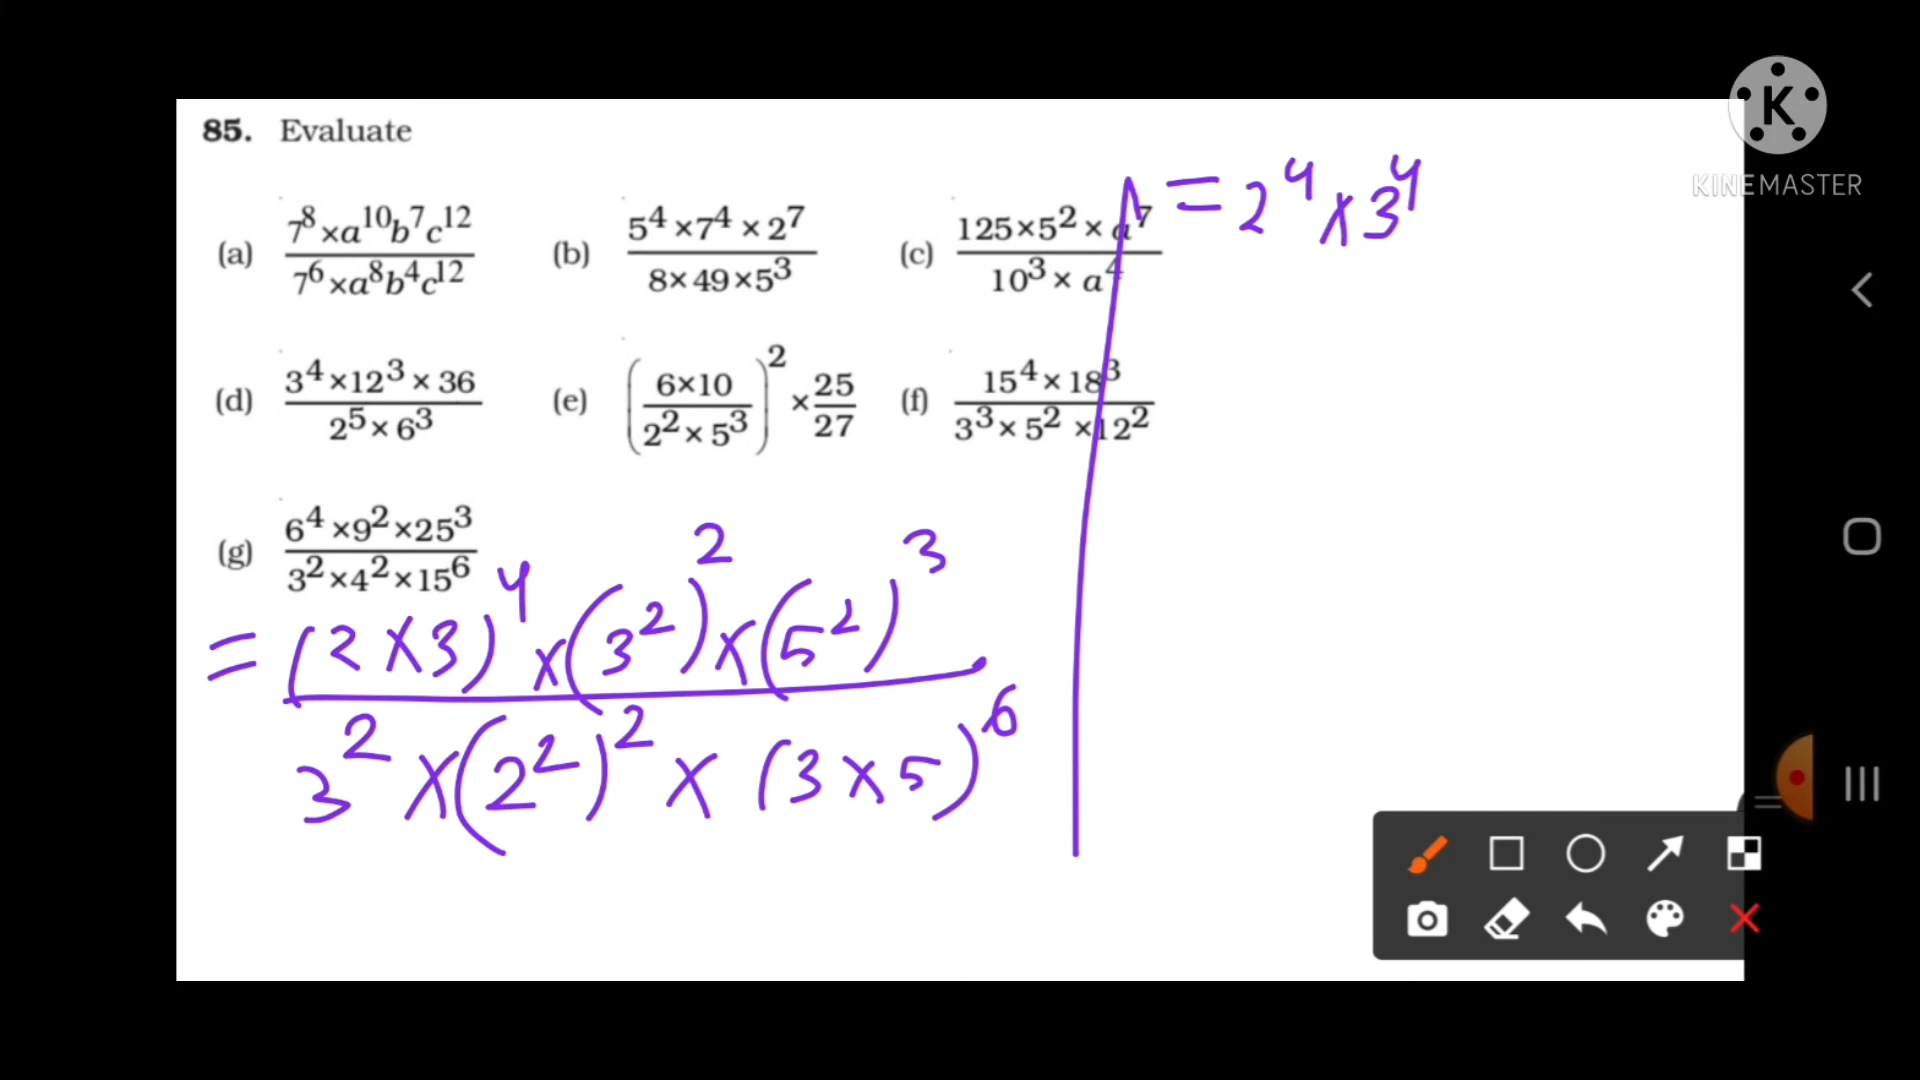 85. Evaluate
(a) 7^8 × a^10 b^7 c^12 / 7^6 × a^8 b^4 c^12
(b) 5^4 × 7^4 × 2^7 / 8 × 49 × 5^3
(c) 125 × 5^2 × a^7 / 10^3 × a^4
(d) 3^4 × 12^3 × 36 / 2^5 × 6^3
(e) (6 × 10 / 2^2 × 5^3)^2 × 25 / 27
(f) 15^4 × 18^3 / 3^3 × 5^2 × 12^2
(g) 6^4 × 9^2 × 25^3 / 3^2 × 4^2 × 15^6
= (2 × 3)^4 × (3^2)^2 × (5^2)^3 / 3^2 × (2^2)^2 × (3 × 5)^6
= 2^4 × 3^4
K
KINEMASTER